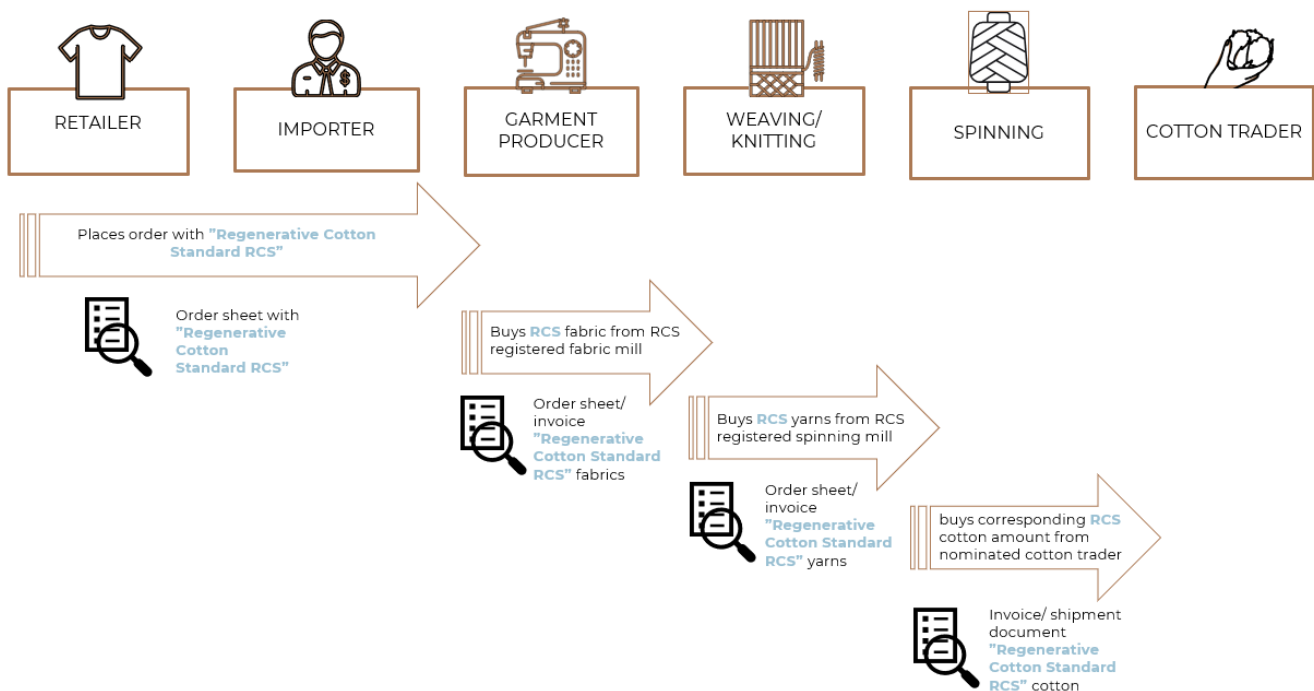 RETAILER
IMPORTER
GARMENT
PRODUCER
WEAVING/
KNITTING
SPINNING
COTTON TRADER
Places order with ”Regenerative Cotton
Standard RCS”
Order sheet with
”Regenerative
Cotton
Standard RCS”
Buys RCS fabric from RCS
registered fabric mill
Order sheet/
invoice
”Regenerative
Cotton Standard
RCS” fabrics
Buys RCS yarns from RCS
registered spinning mill
Order sheet/
invoice
”Regenerative
Cotton Standard
RCS” yarns
buys corresponding RCS
cotton amount from
nominated cotton trader
Invoice/ shipment
document
”Regenerative
Cotton Standard
RCS” cotton